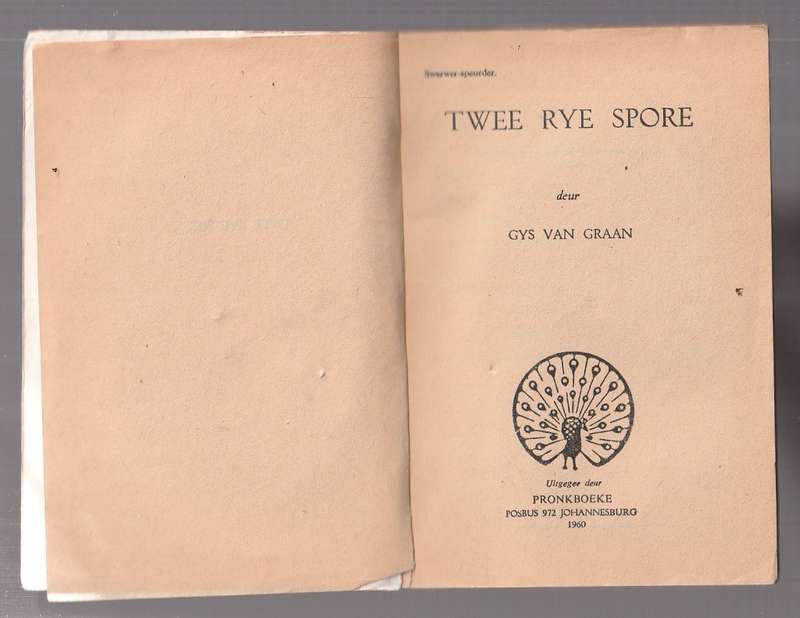 Swerwer-speurder.
TWEE RYE SPORE
deur
GYS VAN GRAAN
Uitgegee deur
PRONKBOEKE
POSBUS 972 JOHANNESBURG
1960